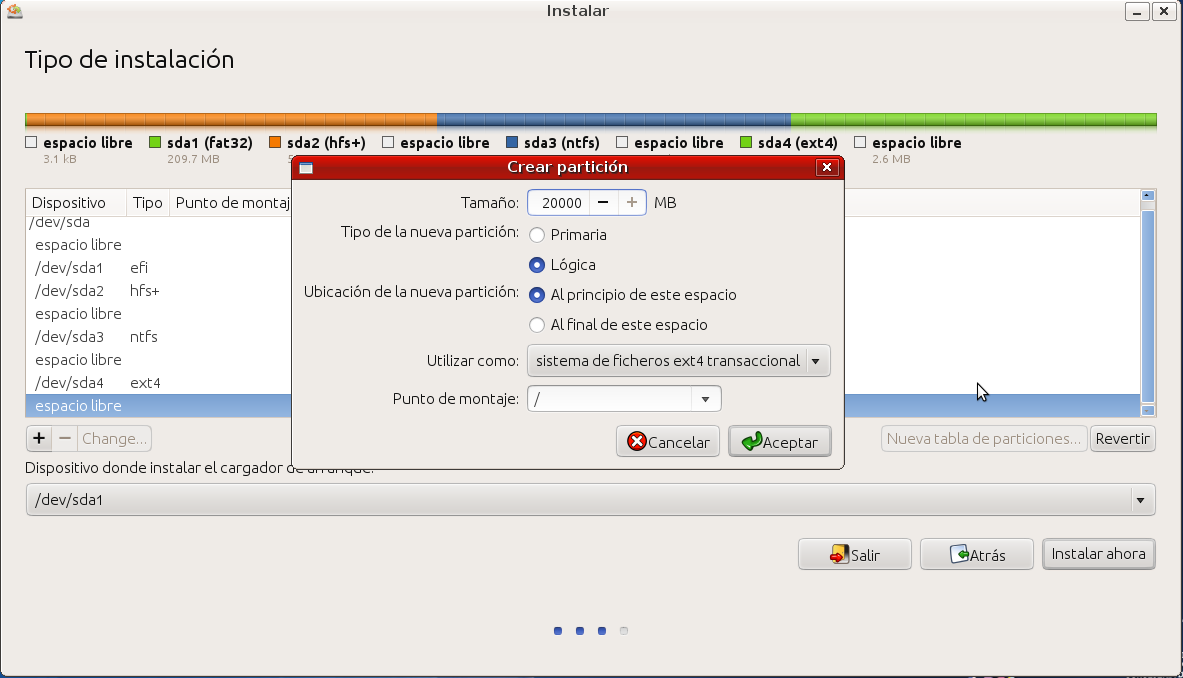 Instalar
Tipo de instalación
espacio libre sda1 (fat32) sda2 (hfs+) espacio libre sda3 (ntfs) espacio libre sda4 (ext4) espacio libre
3.1 kB 209.7 MB 2.6 MB
Crear partición
Tamaño: 20000 MB
Tipo de la nueva partición: Primaria
Lógica
Ubicación de la nueva partición: Al principio de este espacio
Al final de este espacio
Utilizar como: sistema de ficheros ext4 transaccional
Punto de montaje: /
Cancelar Aceptar
Dispositivo Tipo Punto de montaj
/dev/sda
espacio libre
/dev/sda1 efi
/dev/sda2 hfs+
espacio libre
/dev/sda3 ntfs
espacio libre
/dev/sda4 ext4
espacio libre
+ − Change... Nueva tabla de particiones... Revertir
Dispositivo donde instalar el cargador de arranque:
/dev/sda1
Salir Atrás Instalar ahora